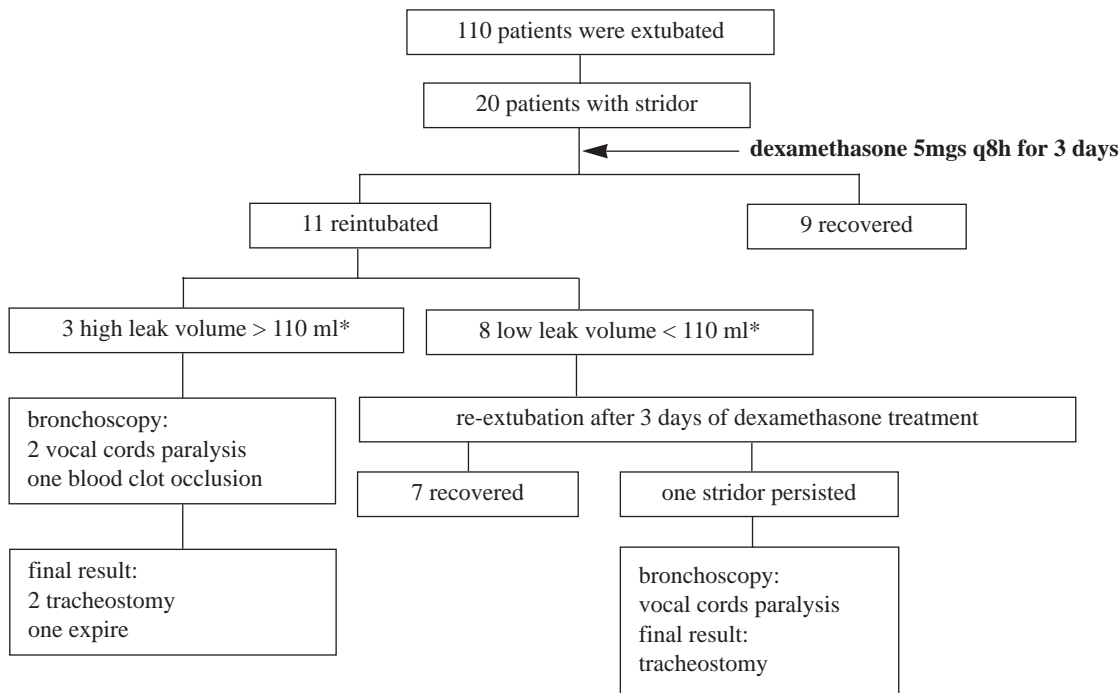 110 patients were extubated
20 patients with stridor
dexamethasone 5mgs q8h for 3 days
11 reintubated
9 recovered
3 high leak volume > 110 ml*
8 low leak volume < 110 ml*
bronchoscopy:
2 vocal cords paralysis
one blood clot occlusion
re-extubation after 3 days of dexamethasone treatment
7 recovered
one stridor persisted
final result:
2 tracheostomy
one expire
bronchoscopy:
vocal cords paralysis
final result:
tracheostomy